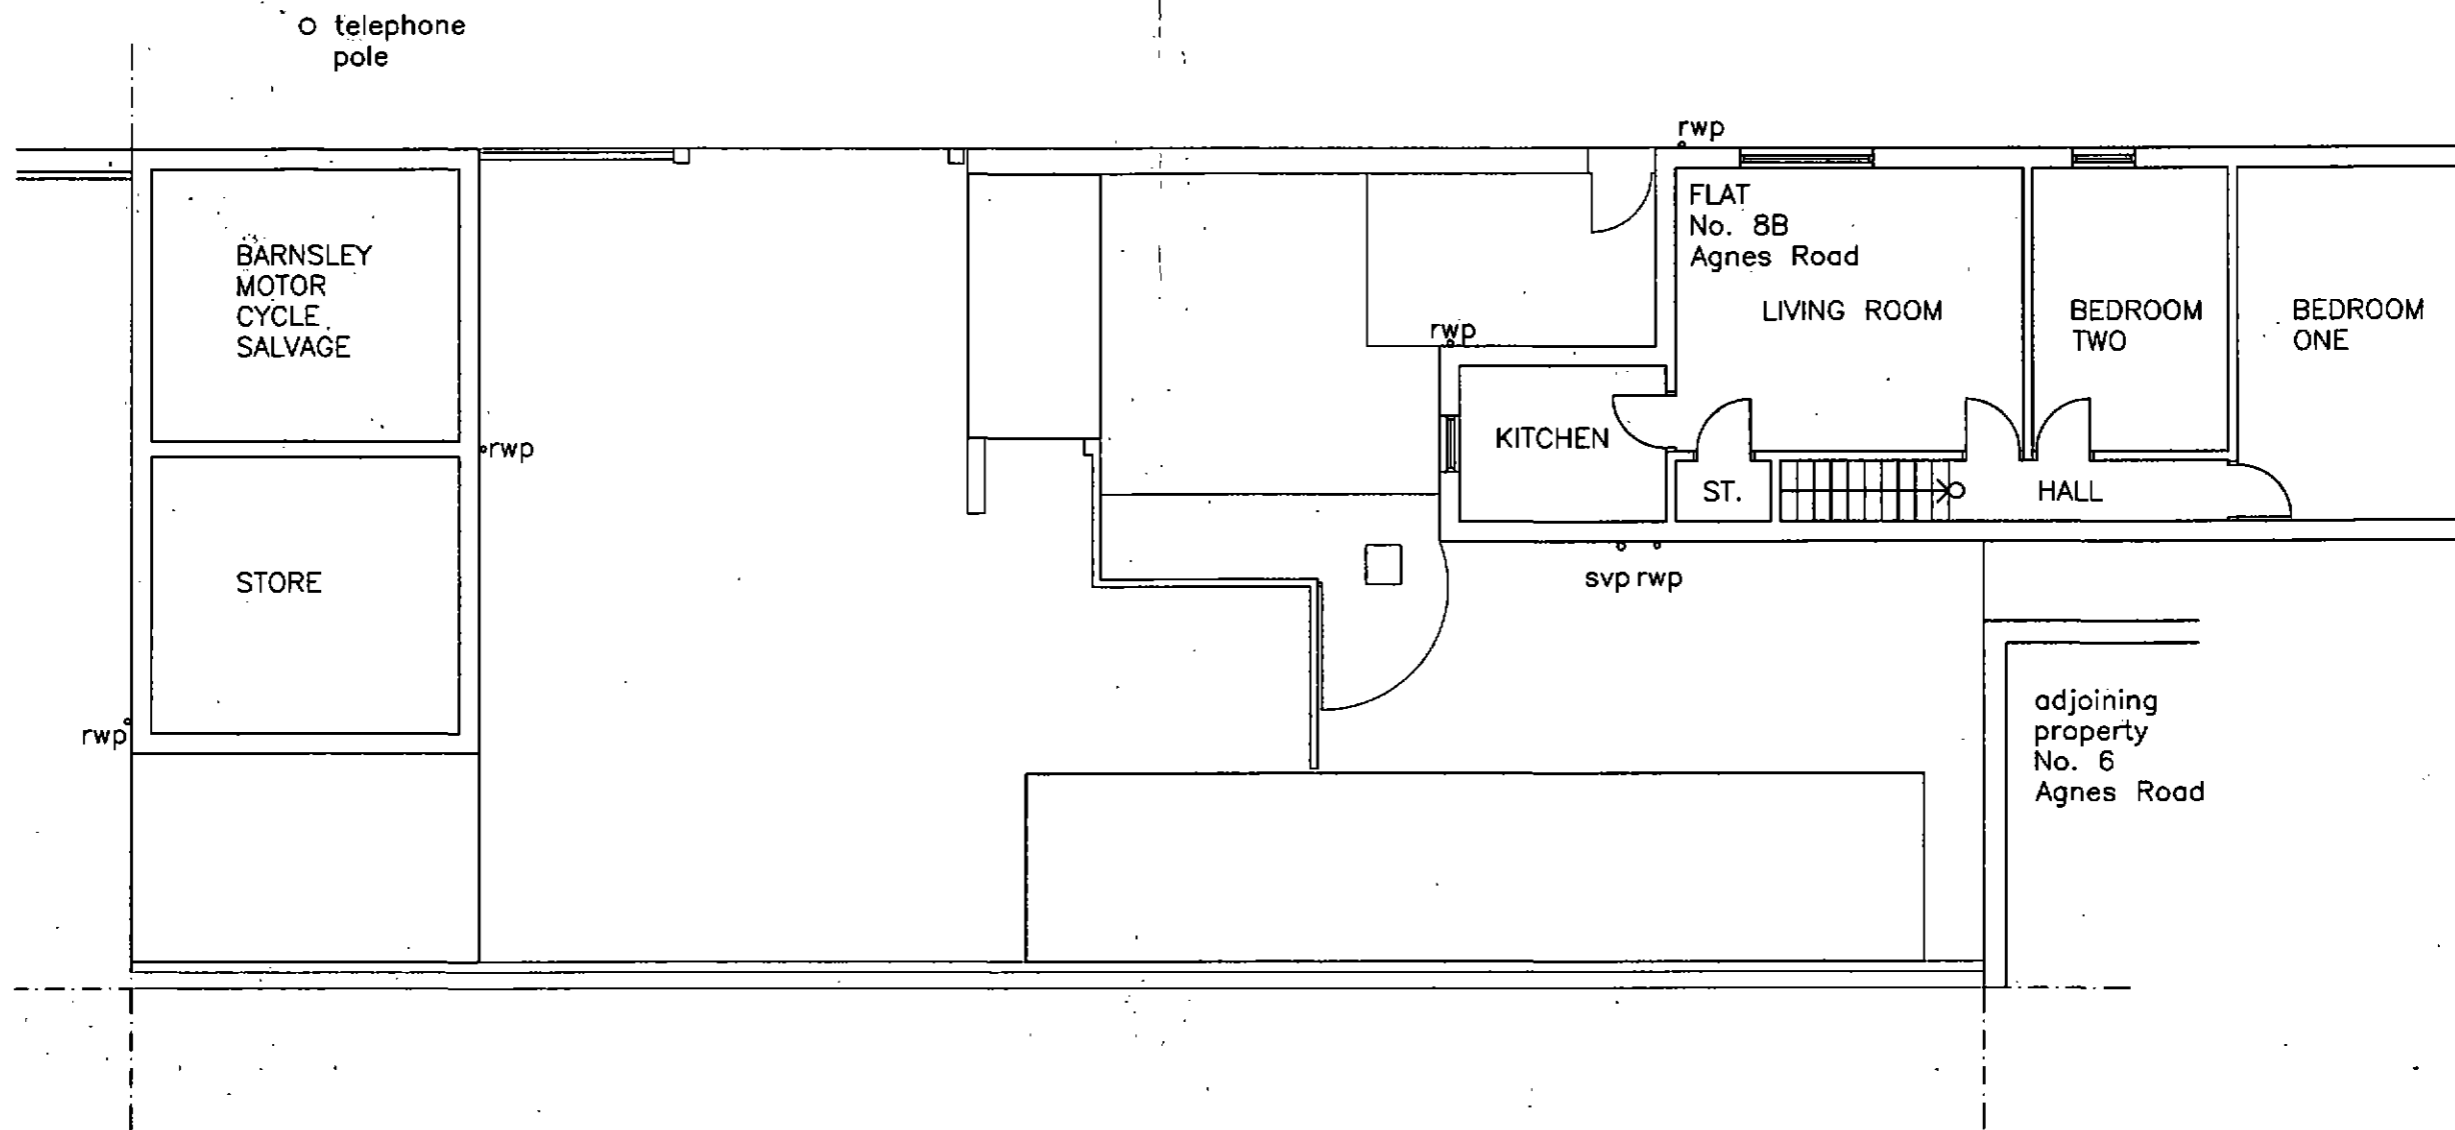 telephone
pole
rwp
FLAT
No. 8B
Agnes Road
BARNSLEY
MOTOR
CYCLE
SALVAGE
LIVING ROOM
BEDROOM
TWO
BEDROOM
ONE
rwp
rwp
KITCHEN
ST.
HALL
STORE
svp rwp
rwp
adjoining
property
No. 6
Agnes Road